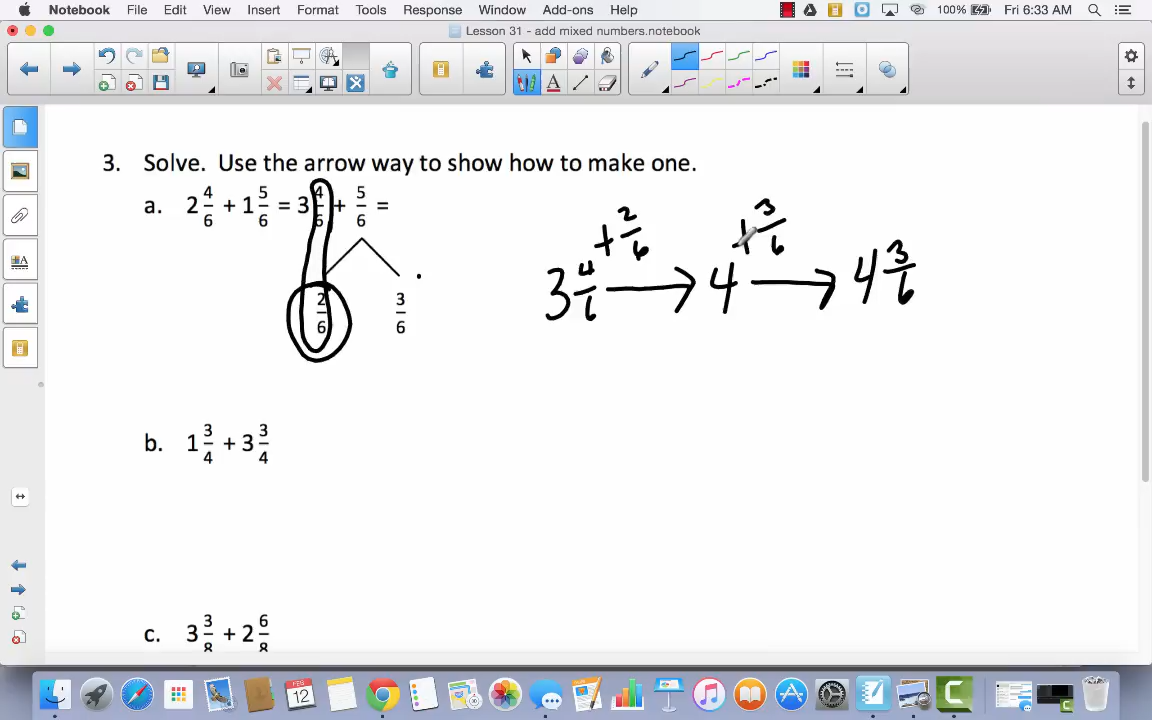 Notebook File Edit View Insert Format Tools Response Window Add-ons Help 100% Fri 6:33 AM
Lesson 31 - add mixed numbers.notebook
A
A
3. Solve. Use the arrow way to show how to make one.
a. 2 4/6 + 1 5/6 = 3 4/6 + 5/6 =
2/6 3/6 .
+ 2/6 + 3/6
3 4/6 → 4 → 4 3/6
b. 1 3/4 + 3 3/4
c. 3 3/8 + 2 6/8
FEB
12